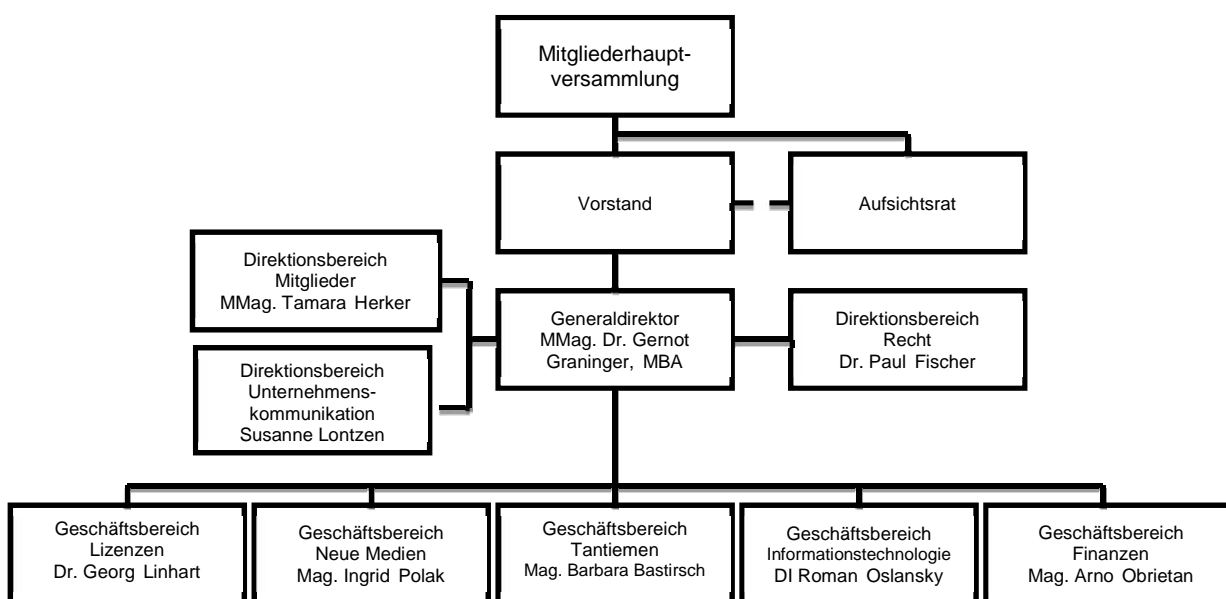 Mitgliederhaupt-
versammlung
Vorstand
Aufsichtsrat
Direktionsbereich
Mitglieder
MMag. Tamara Herker
Generaldirektor
MMag. Dr. Gernot
Graninger, MBA
Direktionsbereich
Recht
Dr. Paul Fischer
Direktionsbereich
Unternehmens-
kommunikation
Susanne Lontzen
Geschäftsbereich
Lizenzen
Dr. Georg Linhart
Geschäftsbereich
Neue Medien
Mag. Ingrid Polak
Geschäftsbereich
Tantiemen
Mag. Barbara Bastirsch
Geschäftsbereich
Informationstechnologie
DI Roman Oslansky
Geschäftsbereich
Finanzen
Mag. Arno Obrietan